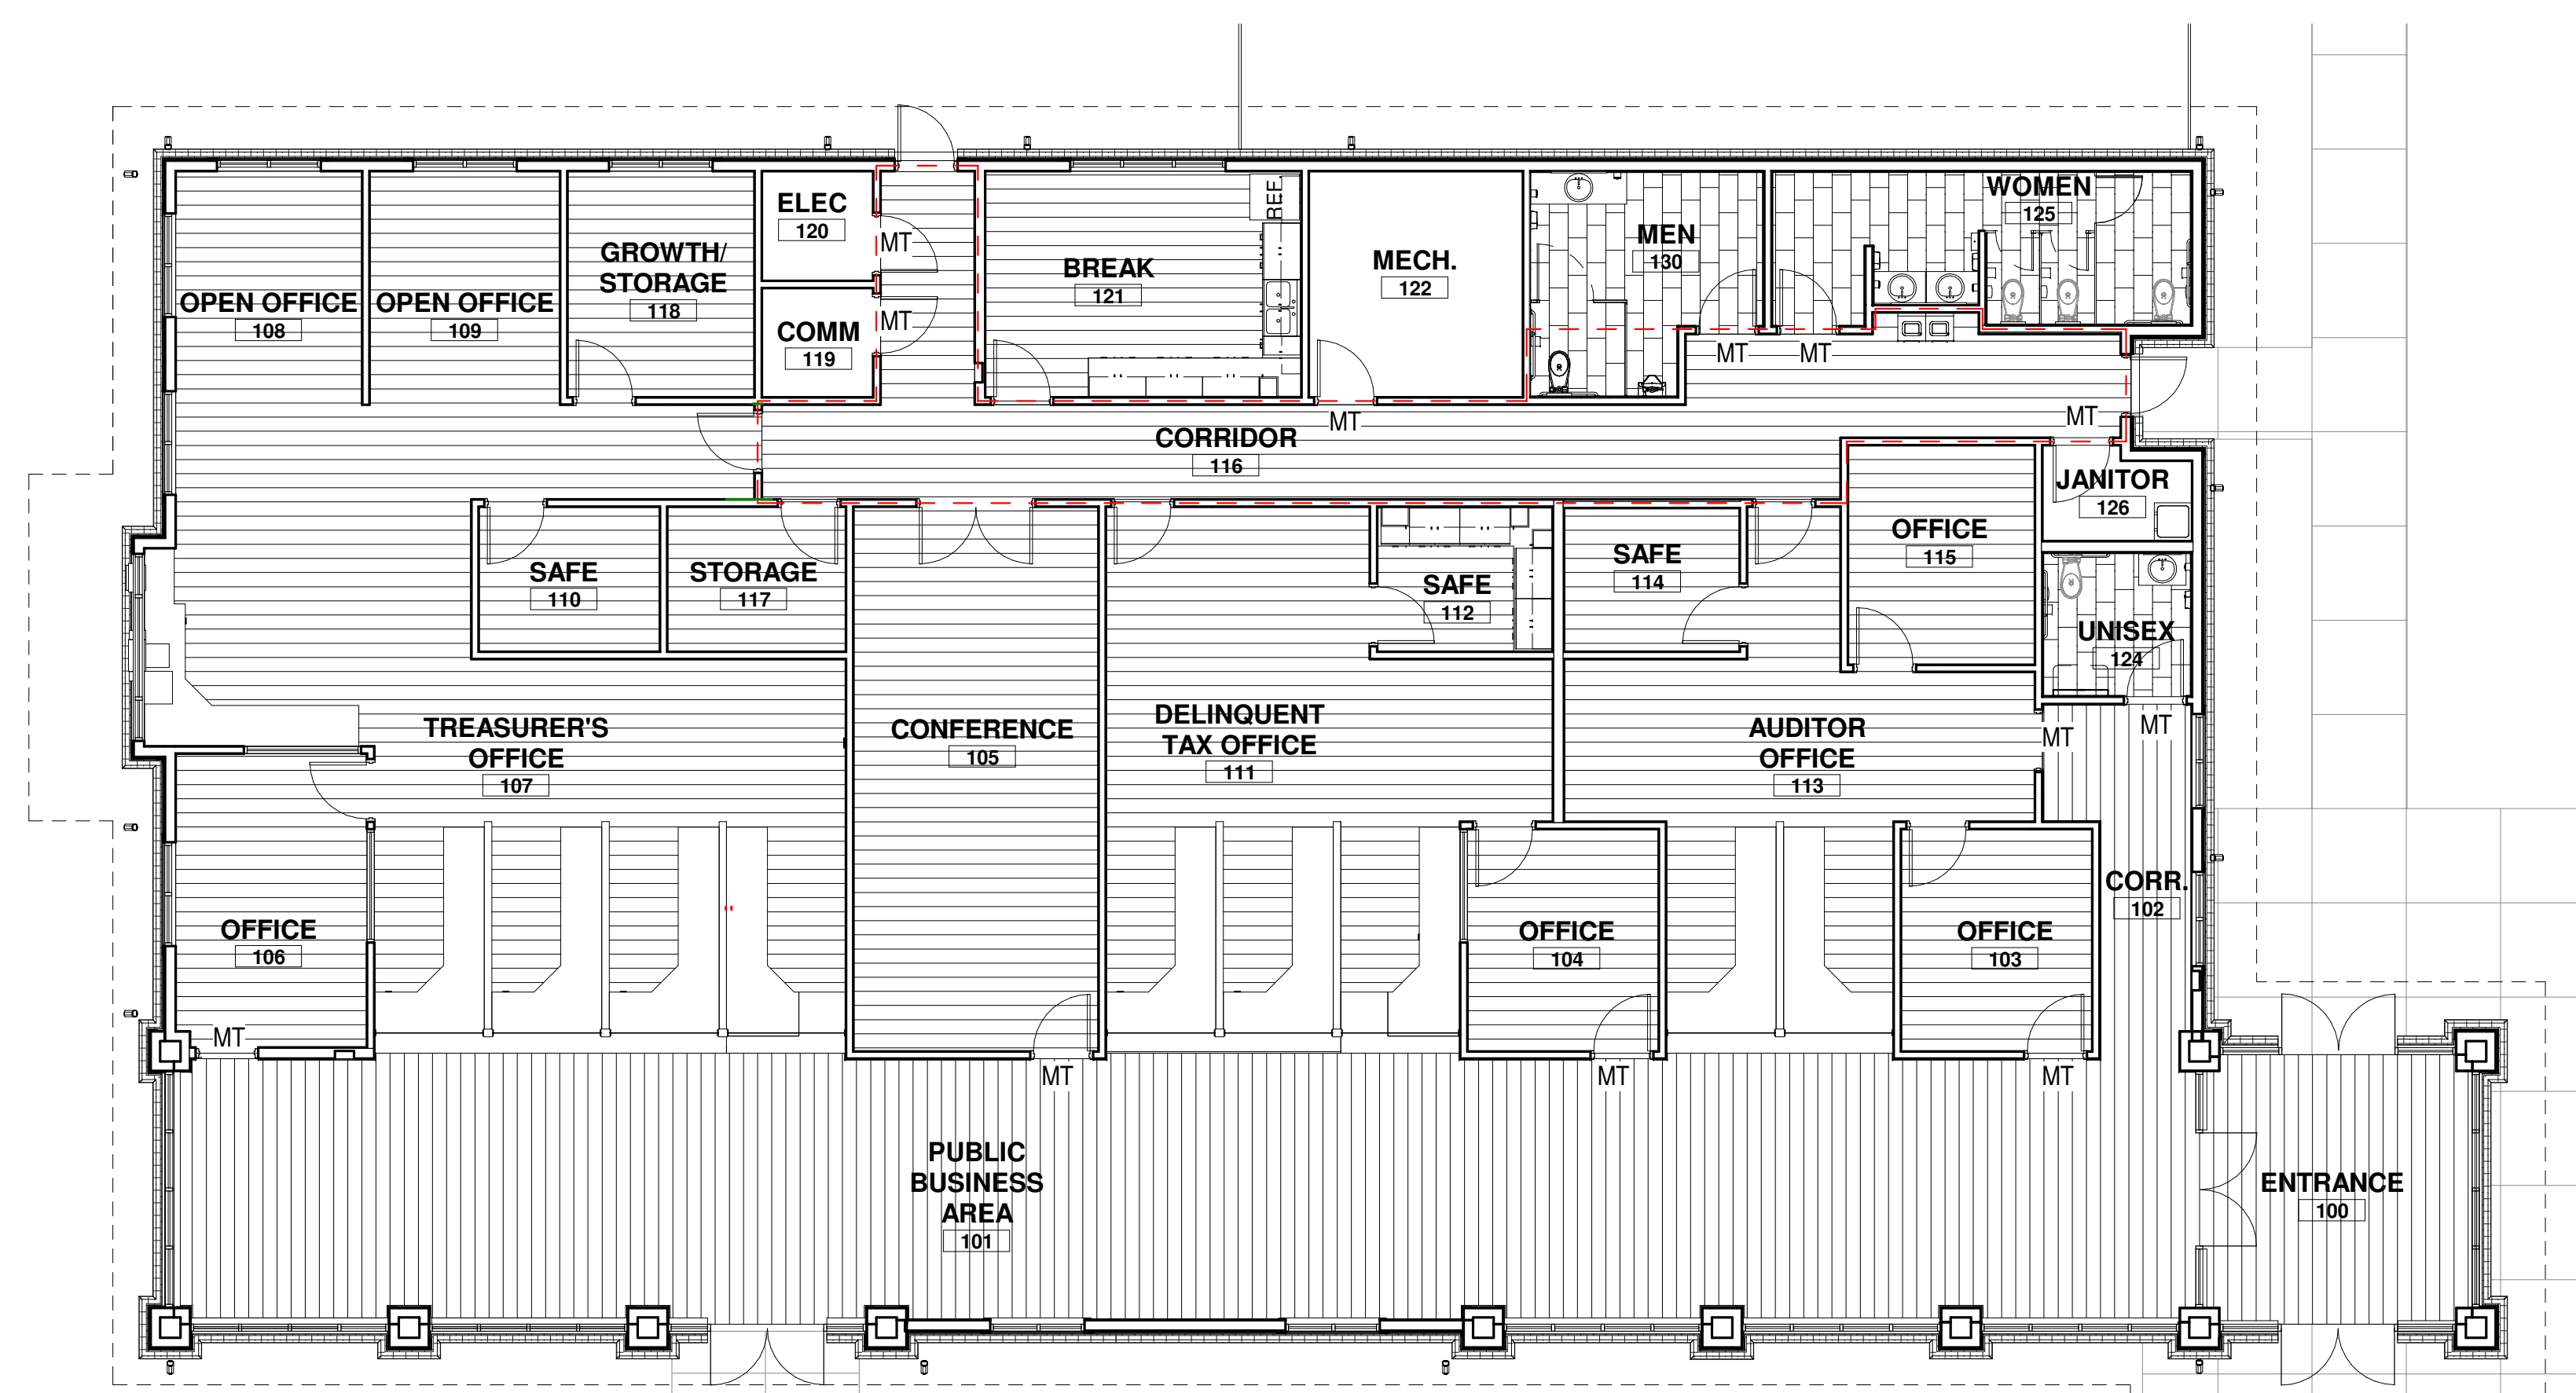 WOMEN
125
REF.
ELEC
120
MT
MEN
130
GROWTH/
STORAGE
118
BREAK
121
MECH.
122
OPEN OFFICE
108
OPEN OFFICE
109
COMM
119
MT
MT
MT
MT
MT
CORRIDOR
116
JANITOR
126
OFFICE
115
SAFE
110
STORAGE
117
SAFE
112
SAFE
114
UNISEX
124
TREASURER'S
OFFICE
107
CONFERENCE
105
DELINQUENT
TAX OFFICE
111
AUDITOR
OFFICE
113
MT
MT
CORR.
102
OFFICE
106
OFFICE
104
OFFICE
103
MT
MT
MT
MT
PUBLIC
BUSINESS
AREA
101
ENTRANCE
100